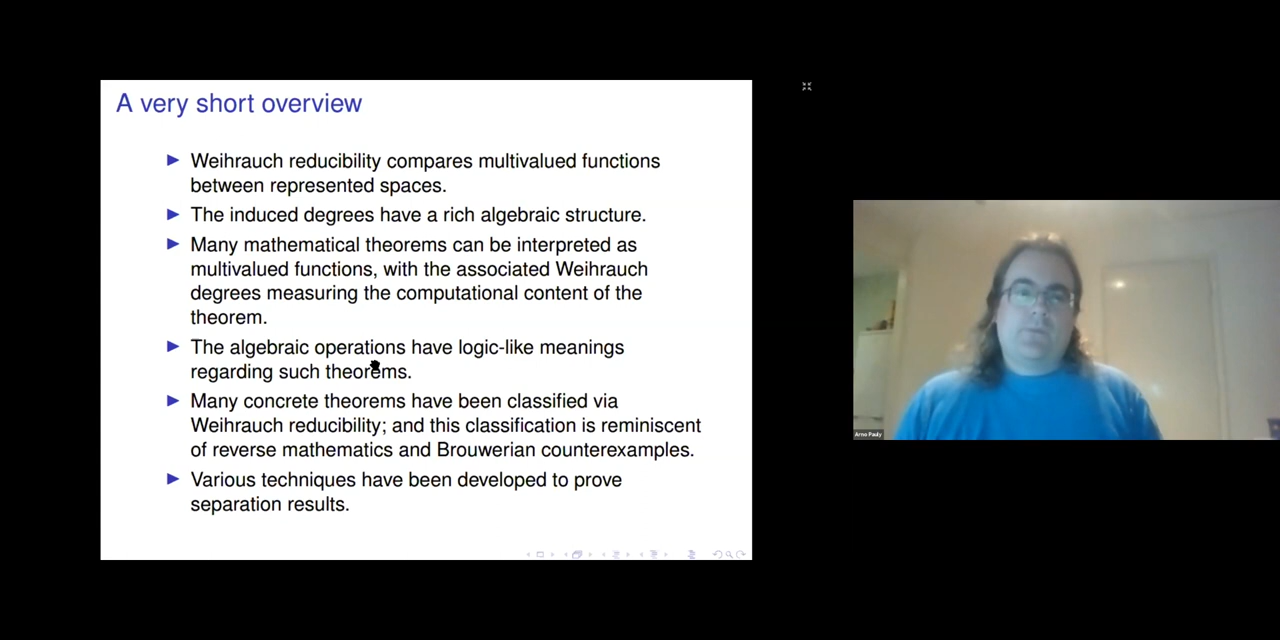 A very short overview
Weihrauch reducibility compares multivalued functions
between represented spaces.
The induced degrees have a rich algebraic structure.
Many mathematical theorems can be interpreted as
multivalued functions, with the associated Weihrauch
degrees measuring the computational content of the
theorem.
The algebraic operations have logic-like meanings
regarding such theorems.
Many concrete theorems have been classified via
Weihrauch reducibility; and this classification is reminiscent
of reverse mathematics and Brouwerian counterexamples.
Various techniques have been developed to prove
separation results.
Arno Pauly